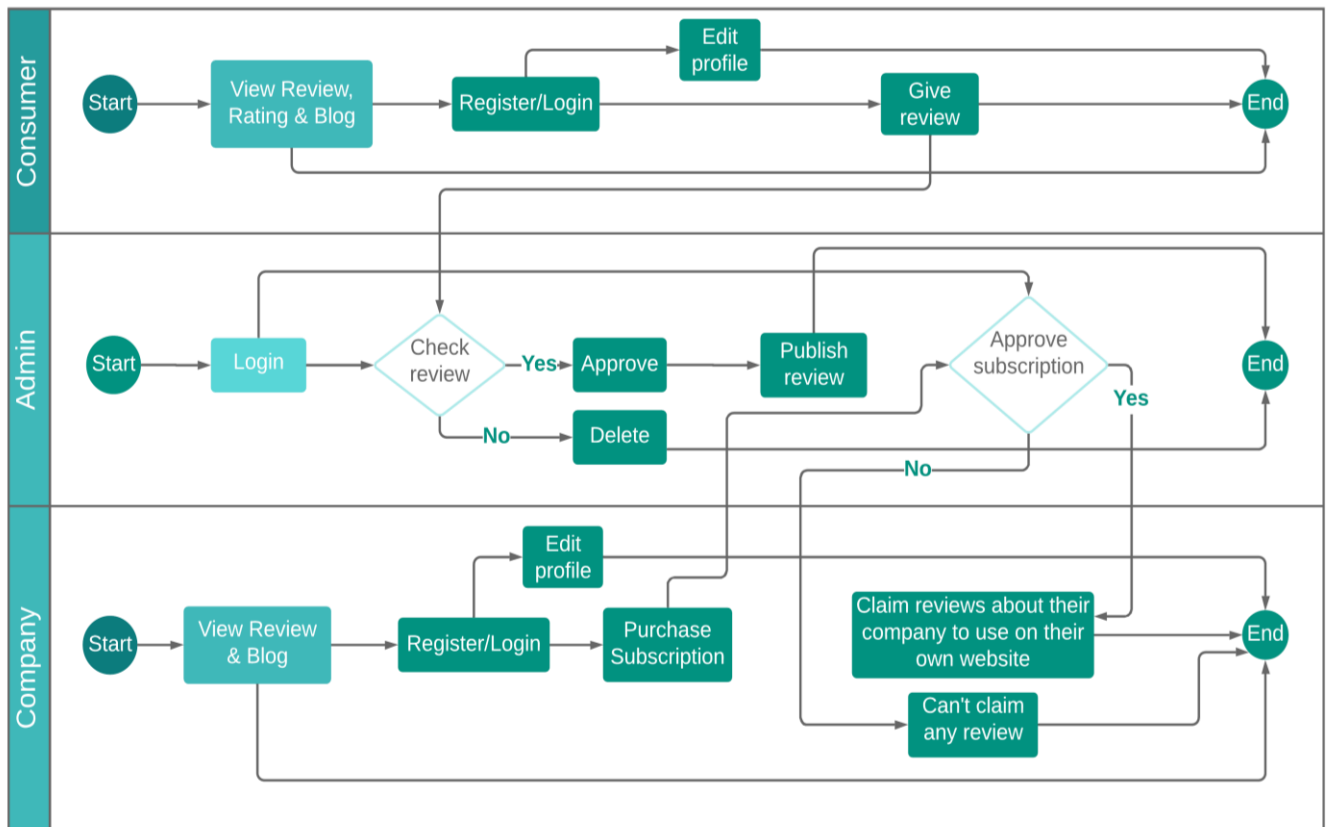 Consumer
Start
View Review,
Rating & Blog
Register/Login
Edit
profile
Give
review
End
Admin
Start
Login
Check
review
Yes
Approve
Publish
review
No
Delete
Approve
subscription
Yes
No
End
Company
Start
View Review
& Blog
Register/Login
Edit
profile
Purchase
Subscription
Claim reviews about their
company to use on their
own website
Can't claim
any review
End